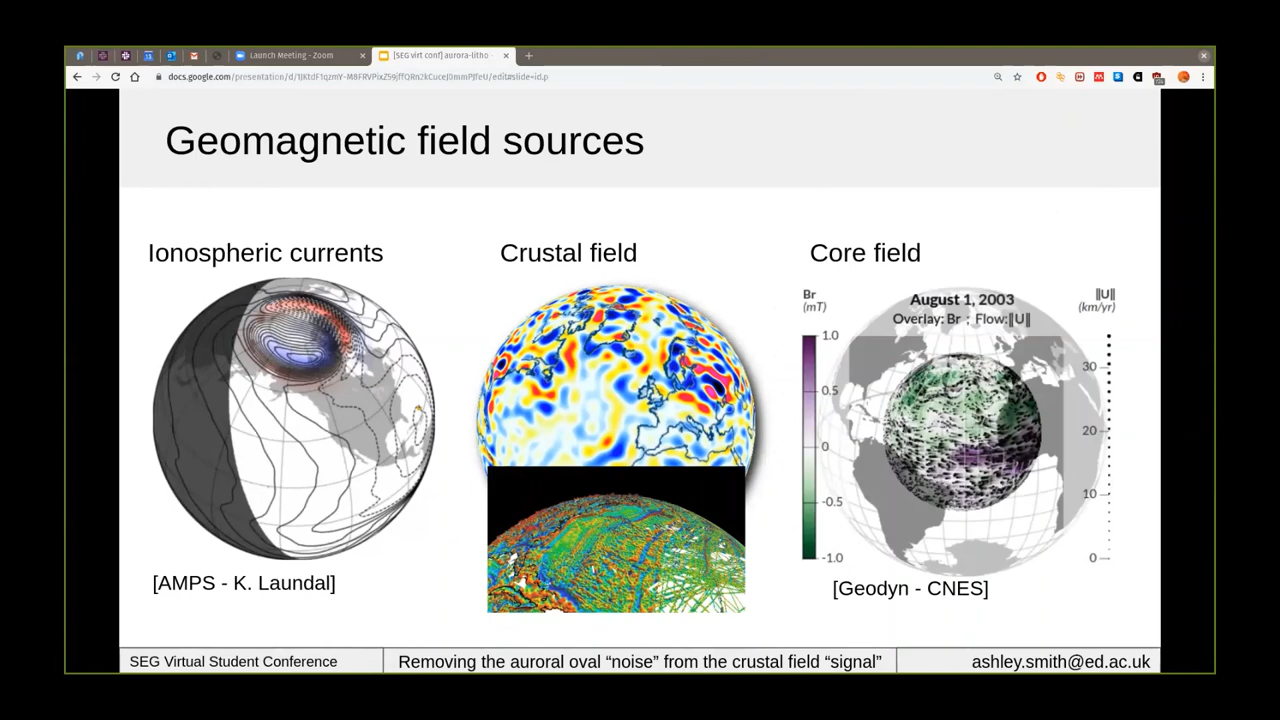 Launch Meeting - Zoom
[SEG virt conf] aurora-litho -
Geomagnetic field sources
Ionospheric currents
Crustal field
Core field
Br
(mT)
August 1, 2003
Overlay: Br ; Flow:‖U‖
‖U‖
(km/yr)
1.0
0.5
0
-0.5
-1.0
30
20
10
0
[AMPS - K. Laundal]
[Geodyn - CNES]
SEG Virtual Student Conference
Removing the auroral oval “noise” from the crustal field “signal”
ashley.smith@ed.ac.uk